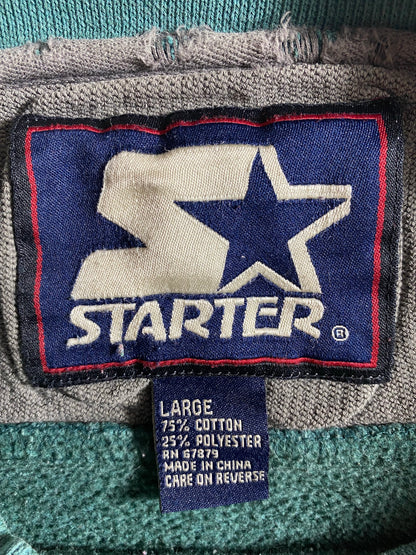 STARTER ®
LARGE
75% COTTON
25% POLYESTER
RN 67879
MADE IN CHINA
CARE ON REVERSE